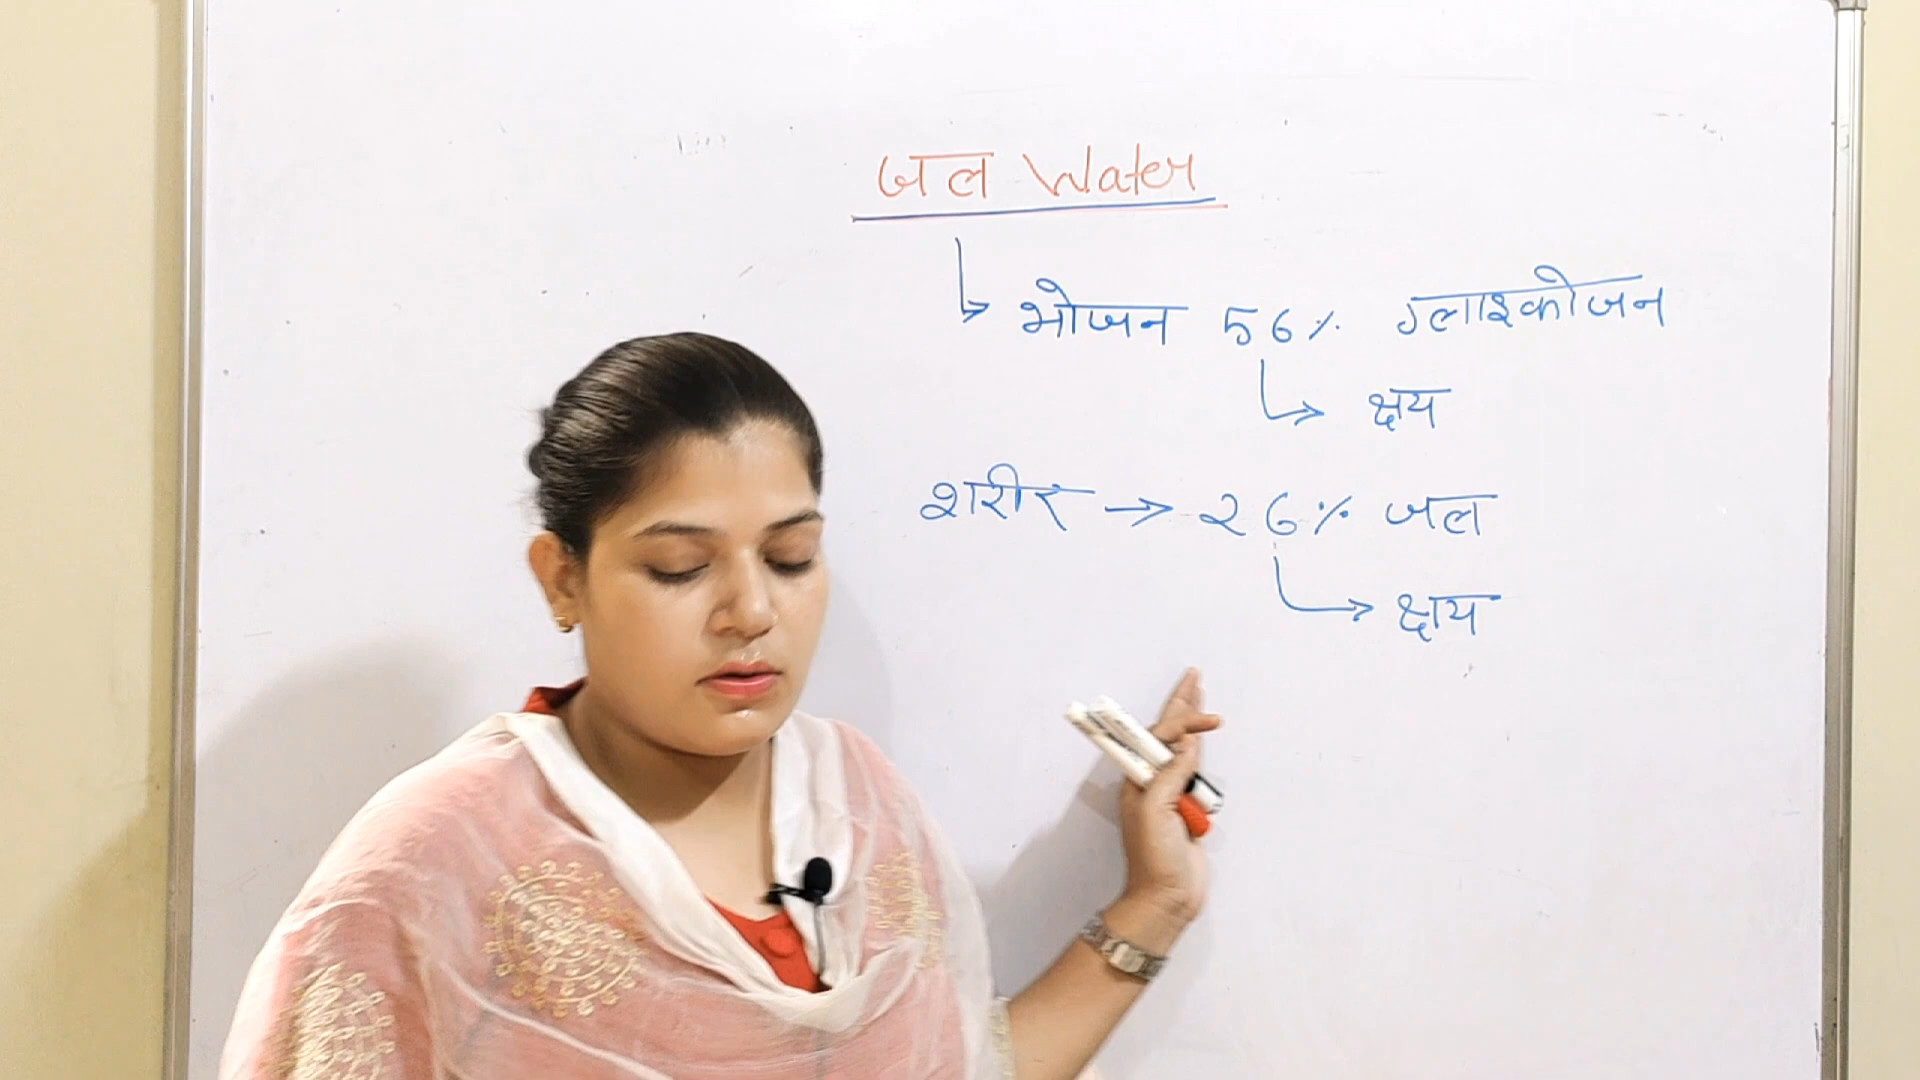 जल Water
भोजन 56% ग्लाइकोजन
क्षय
शरीर → 26% जल
क्षय